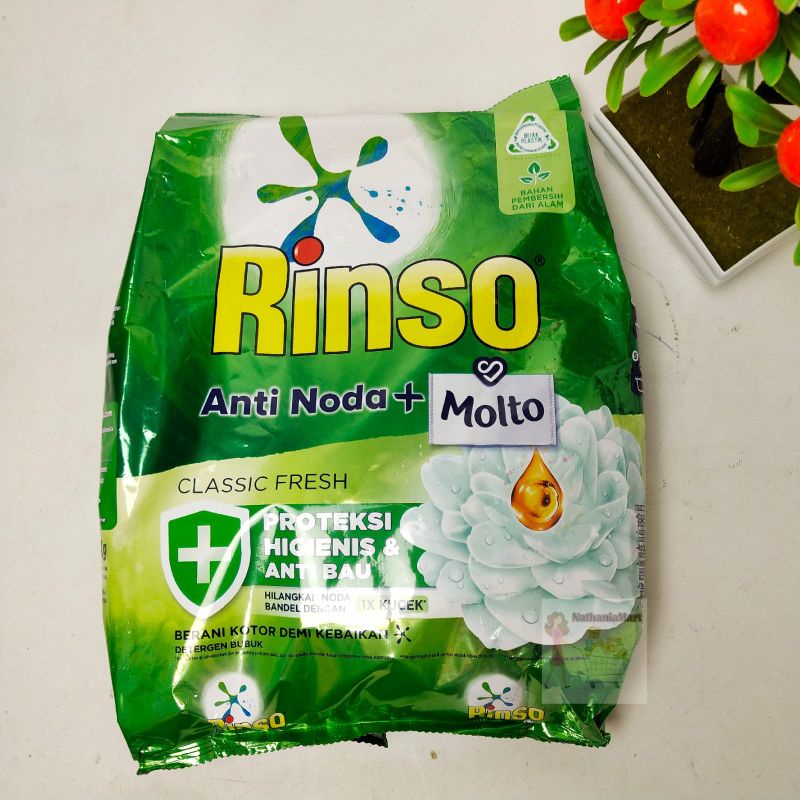 BIJAK
PLASTIK
BAHAN
PEMBERSIH
DARI ALAM
Rinso®
Anti Noda +
Molto
CLASSIC FRESH
PROTEKSI
HIGIENIS &
ANTI BAU
HILANGKAN NODA
BANDEL DENGAN 1X KUCEK*
BERANI KOTOR DEMI KEBAIKAN
DETERGEN BUBUK
NathaniaMart
Rinso
Rinso